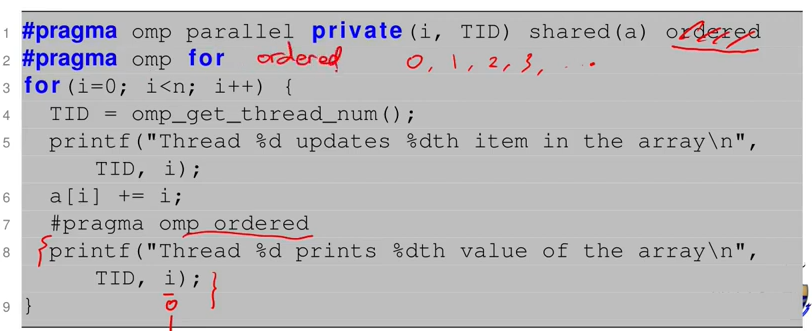 1 #pragma omp parallel private(i, TID) shared(a) ordered
2 #pragma omp for ordered 0, 1, 2, 3, ....
3 for(i=0; i<n; i++) {
4 TID = omp_get_thread_num();
5 printf("Thread %d updates %dth item in the array\n",
TID, i);
6 a[i] += i;
7 #pragma omp ordered
8 { printf("Thread %d prints %dth value of the array\n",
TID, i); }
9 }
0
1